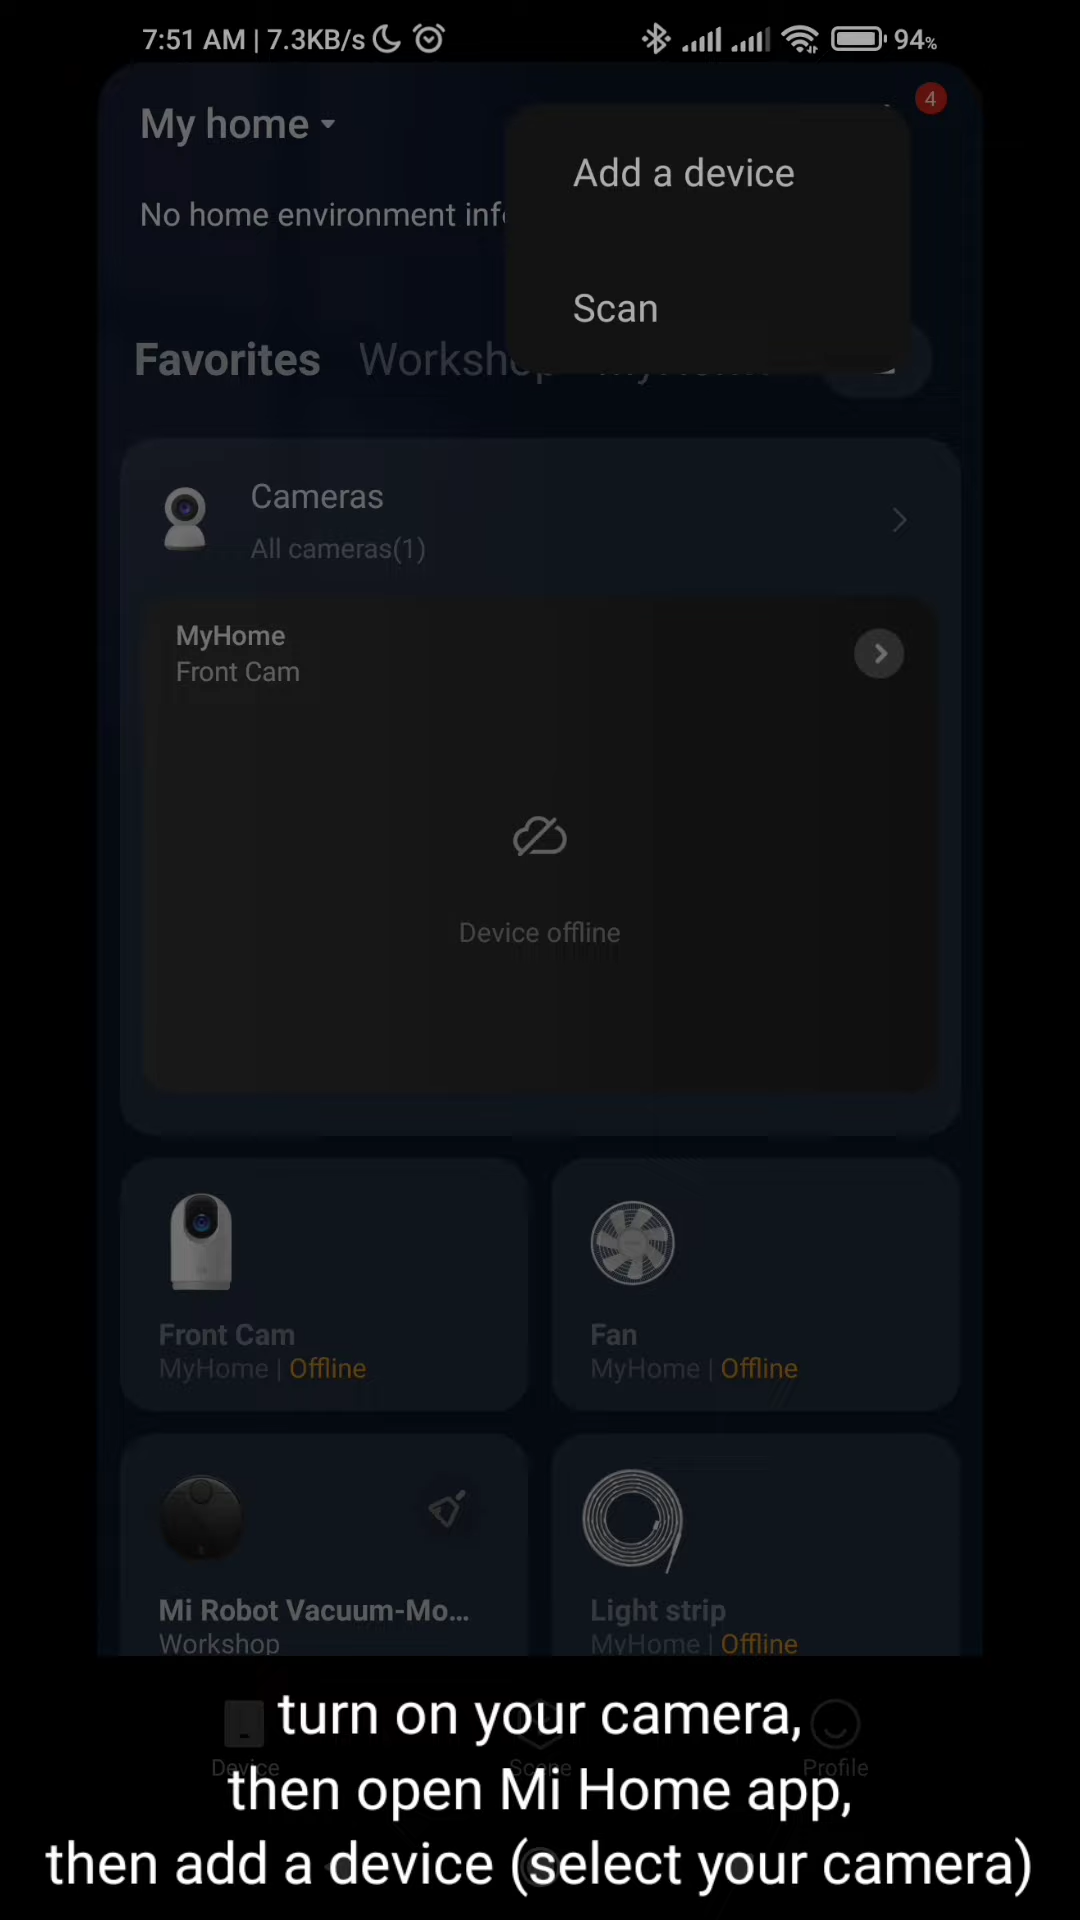 7:51 AM | 7.3KB/s 94%
My home
4
Add a device
No home environment inf
Scan
Favorites Worksh
Cameras
All cameras(1)
MyHome
Front Cam
Device offline
Front Cam
MyHome | Offline
Fan
MyHome | Offline
Mi Robot Vacuum-Mo...
Workshop
Light strip
MyHome | Offline
Device Scene Profile
turn on your camera,
then open Mi Home app,
then add a device (select your camera)